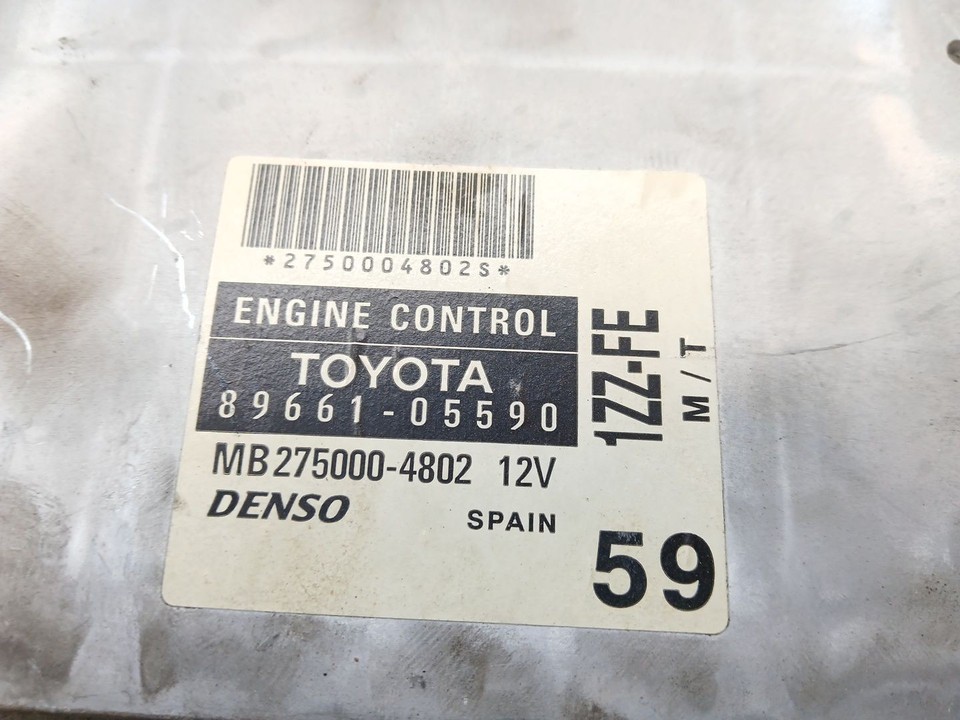 *2750004802S*
ENGINE CONTROL
TOYOTA
89661-05590
MB275000-4802 12V
DENSO SPAIN
1ZZ-FE
M/T
59